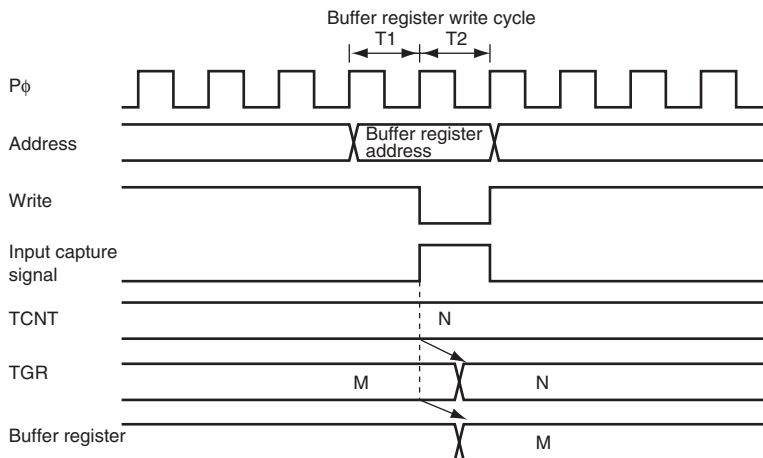 Buffer register write cycle
T1 T2
Pϕ
Address
Buffer register
address
Write
Input capture
signal
TCNT
N
TGR
M N
Buffer register
M